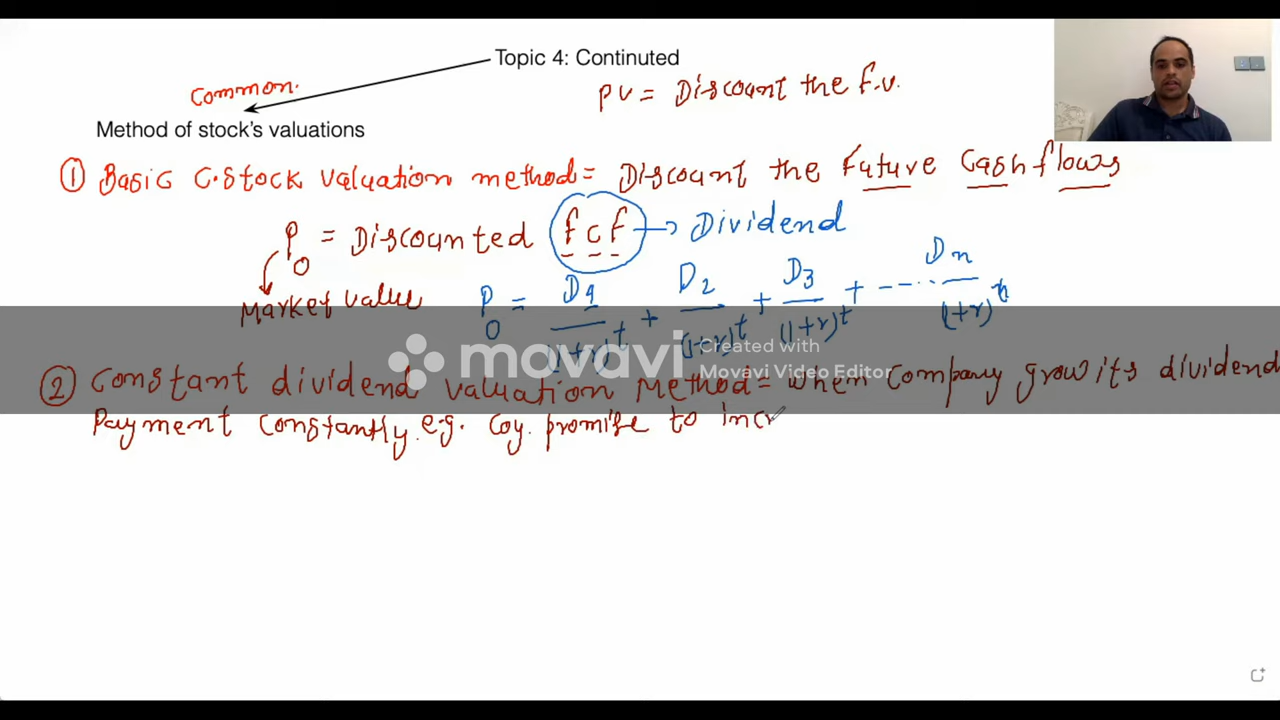 Topic 4: Continuted
Common.
PV = Discount the f.v.
Method of stock's valuations
① Basic C.stock valuation method = Discount the Future Cashflows
P0 = Discounted fcf → Dividend
Market value
P0 = D1/(1+r)^t + D2/(1+r)^t + D3/(1+r)^t + ---.. Dn/(1+r)^n
movavi
Created with
Movavi Video Editor
② Constant dividend valuation Method = when Company grow its dividend
Payment constantly. e.g. coy. promise to incr